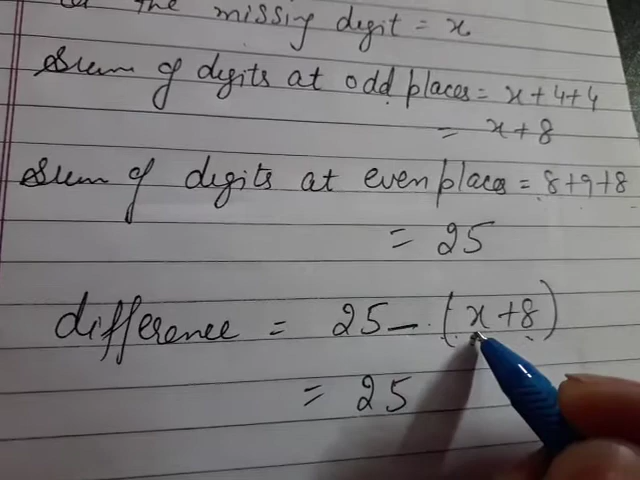 the missing digit = x
Sum of digits at odd places = x+4+4
= x+8
Sum of digits at even places = 8+9+8
= 25
difference = 25 - (x+8)
= 25